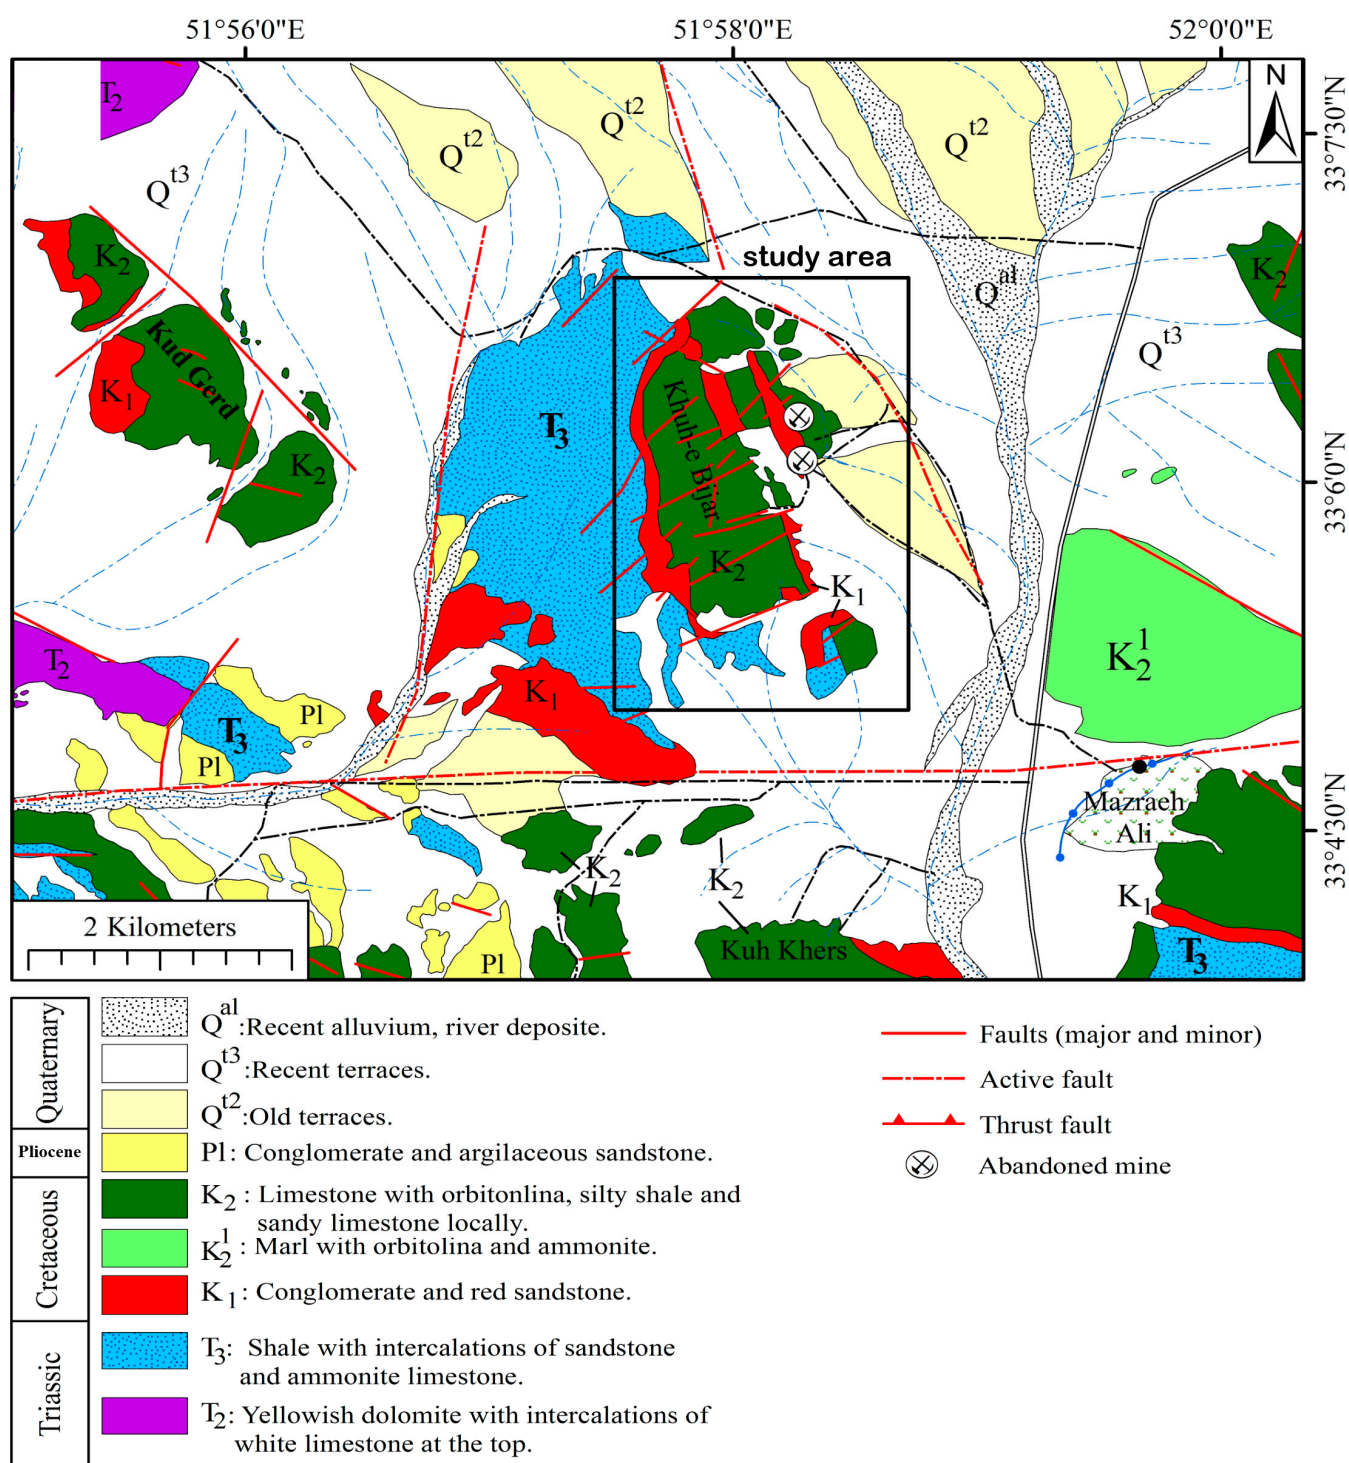 51°56'0"E
51°58'0"E
52°0'0"E
N
T2
Qt2
Qt2
Qt2
33°7'30"N
Qt3
study area
K2
K2
Qal
Kud Gerd
Qt3
K1
T3
Khuh-e Bijar
K2
33°6'0"N
K2
K1
K12
T2
K1
Pl
T3
Pl
Mazraeh
Ali
33°4'30"N
K2
K2
K1
2 Kilometers
Kuh Khers
Pl
T3
Quaternary
Qal:Recent alluvium, river deposite.
Qt3:Recent terraces.
Qt2:Old terraces.
Pliocene
Pl: Conglomerate and argilaceous sandstone.
Cretaceous
K2 : Limestone with orbitonlina, silty shale and
sandy limestone locally.
K12 : Marl with orbitolina and ammonite.
K1 : Conglomerate and red sandstone.
Triassic
T3: Shale with intercalations of sandstone
and ammonite limestone.
T2: Yellowish dolomite with intercalations of
white limestone at the top.
Faults (major and minor)
Active fault
Thrust fault
Abandoned mine